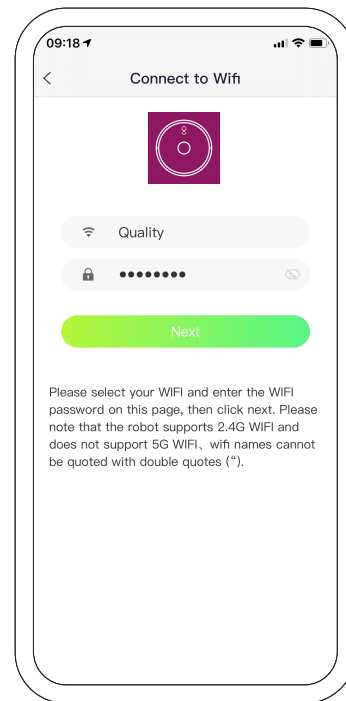 09:18
Connect to Wifi
Quality
••••••••
Next
Please select your WIFI and enter the WIFI
password on this page, then click next. Please
note that the robot supports 2.4G WIFI and
does not support 5G WIFI、wifi names cannot
be quoted with double quotes (“).